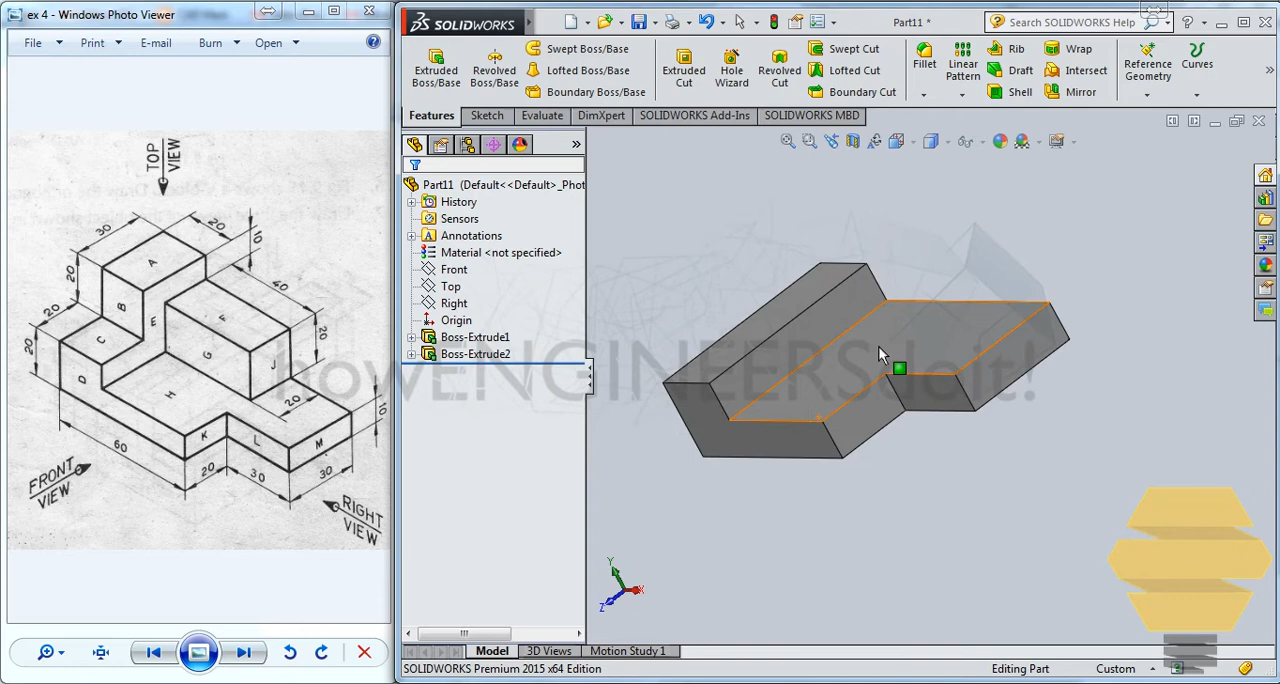 ex 4 - Windows Photo Viewer
File Print E-mail Burn Open
TOP
VIEW
30
20
10
20
A
B
E
40
20
C
F
20
G
D
J
H
20
10
K
L
M
60
20
30
30
FRONT
VIEW
RIGHT
VIEW
SOLIDWORKS
Part11 *
Search SOLIDWORKS Help
Extruded Boss/Base
Revolved Boss/Base
Swept Boss/Base
Lofted Boss/Base
Boundary Boss/Base
Extruded Cut
Hole Wizard
Revolved Cut
Swept Cut
Lofted Cut
Boundary Cut
Fillet
Linear Pattern
Rib
Draft
Shell
Wrap
Intersect
Mirror
Reference Geometry
Curves
Features Sketch Evaluate DimXpert SOLIDWORKS Add-Ins SOLIDWORKS MBD
Part11 (Default<<Default>_Phot
History
Sensors
Annotations
Material <not specified>
Front
Top
Right
Origin
Boss-Extrude1
Boss-Extrude2
howENGINEERSdoit!
Y
X
Z
Model 3D Views Motion Study 1
SOLIDWORKS Premium 2015 x64 Edition
Editing Part
Custom